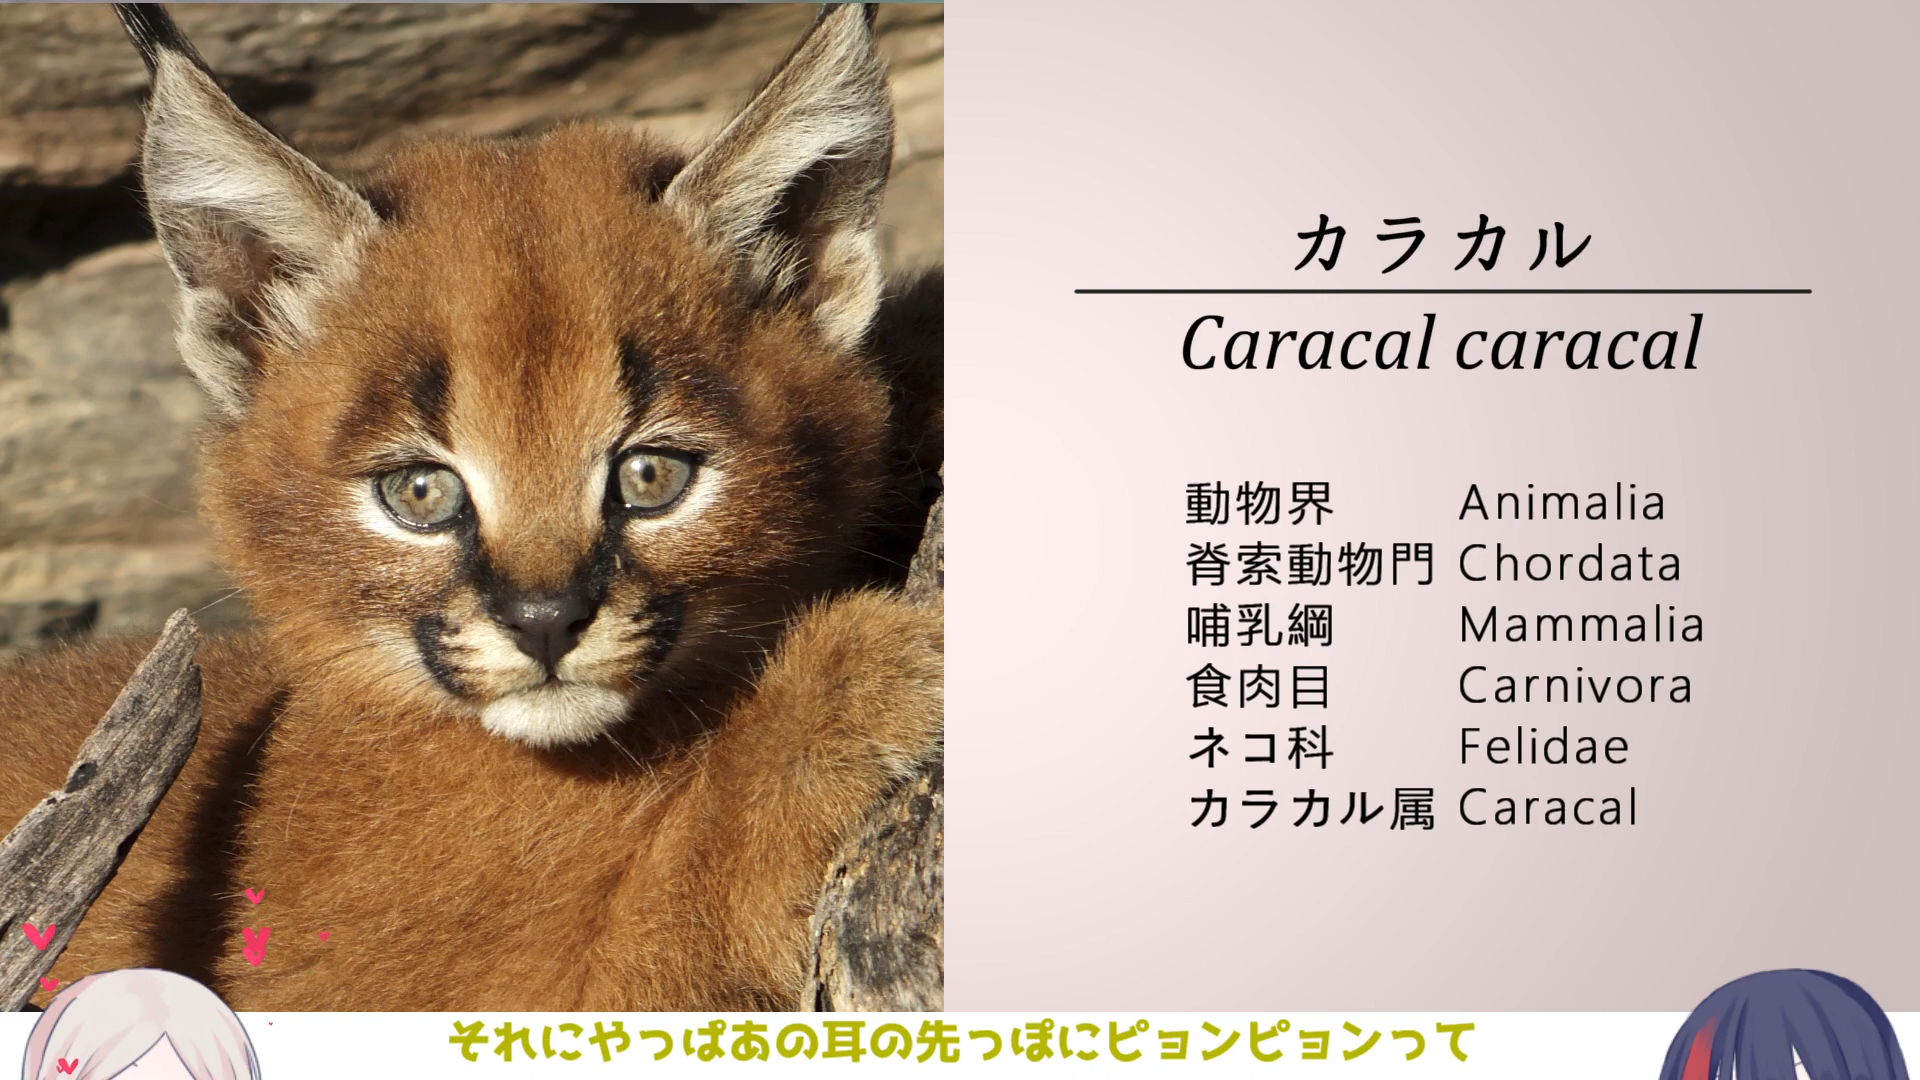 カラカル
Caracal caracal
動物界 Animalia
脊索動物門 Chordata
哺乳綱 Mammalia
食肉目 Carnivora
ネコ科 Felidae
カラカル属 Caracal
それにやっぱあの耳の先っぽにピョンピョンって